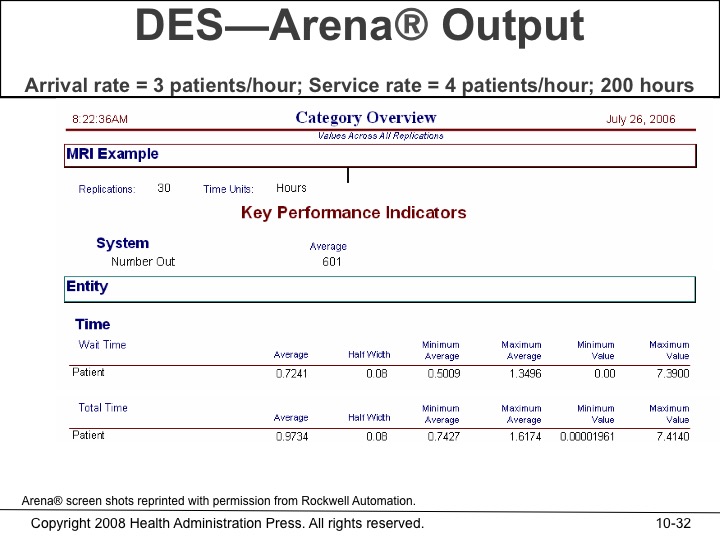 DES—Arena® Output
Arrival rate = 3 patients/hour; Service rate = 4 patients/hour; 200 hours
8:22:36AM Category Overview July 26, 2006
Values Across All Replications
MRI Example
Replications: 30 Time Units: Hours
Key Performance Indicators
System Average
Number Out 601
Entity
Time
Wait Time Average Half Width Minimum Average Maximum Average Minimum Value Maximum Value
Patient 0.7241 0.08 0.5009 1.3496 0.00 7.3900
Total Time Average Half Width Minimum Average Maximum Average Minimum Value Maximum Value
Patient 0.9734 0.08 0.7427 1.6174 0.00001961 7.4140
Arena® screen shots reprinted with permission from Rockwell Automation.
Copyright 2008 Health Administration Press. All rights reserved. 10-32